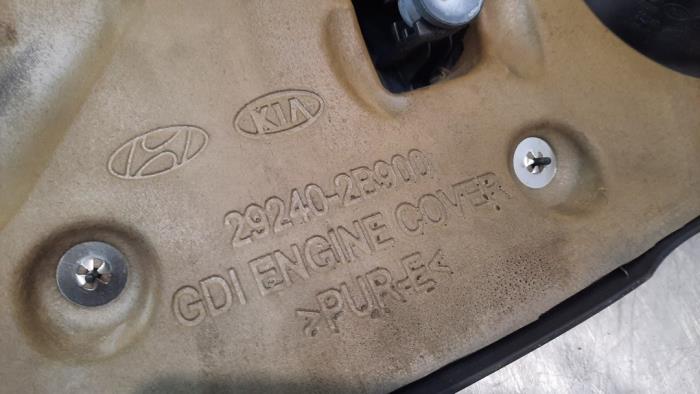 KIA
29240-2B900
GDI ENGINE COVER
>PUR-E<